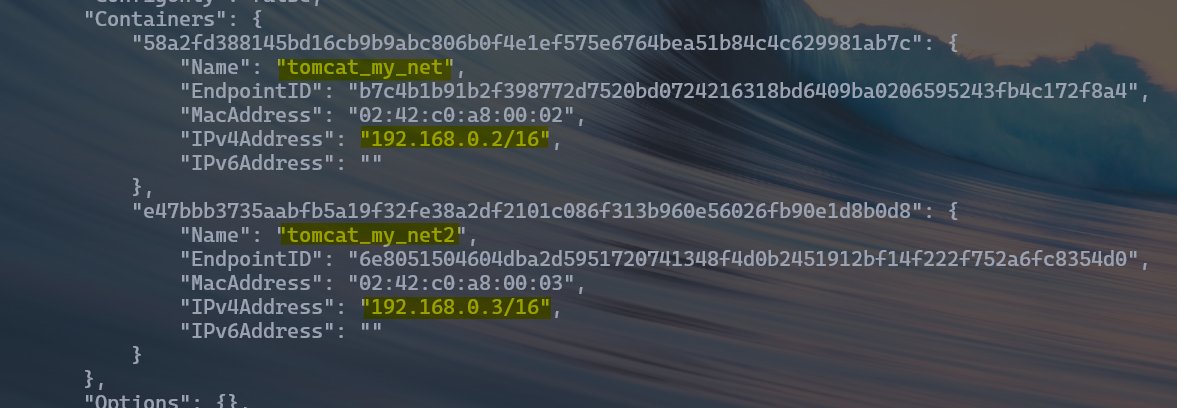 "ConfigOnly": false,
"Containers": {
"58a2fd388145bd16cb9b9abc806b0f4e1ef575e6764bea51b84c4c629981ab7c": {
"Name": "tomcat_my_net",
"EndpointID": "b7c4b1b91b2f398772d7520bd0724216318bd6409ba0206595243fb4c172f8a4",
"MacAddress": "02:42:c0:a8:00:02",
"IPv4Address": "192.168.0.2/16",
"IPv6Address": ""
},
"e47bbb3735aabfb5a19f32fe38a2df2101c086f313b960e56026fb90e1d8b0d8": {
"Name": "tomcat_my_net2",
"EndpointID": "6e8051504604dba2d5951720741348f4d0b2451912bf14f222f752a6fc8354d0",
"MacAddress": "02:42:c0:a8:00:03",
"IPv4Address": "192.168.0.3/16",
"IPv6Address": ""
}
},
"Options": {},